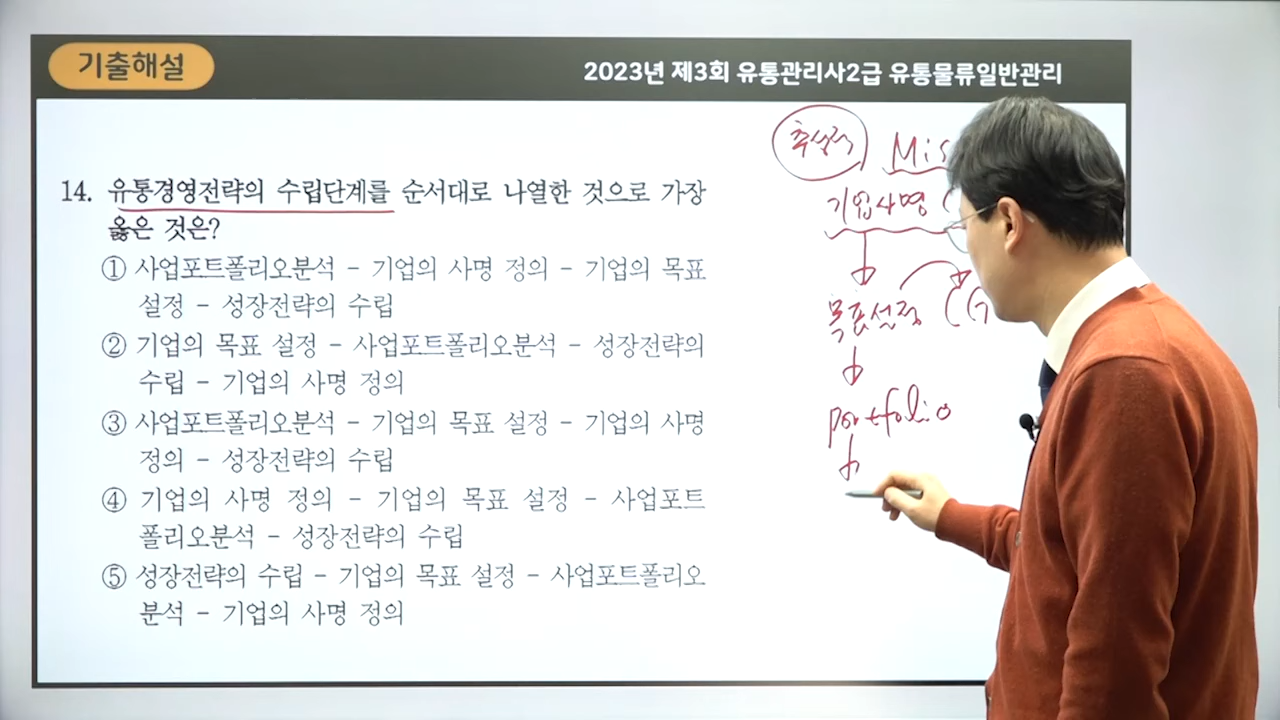 기출해설
2023년 제3회 유통관리사2급 유통물류일반관리
14. 유통경영전략의 수립단계를 순서대로 나열한 것으로 가장
옳은 것은?
① 사업포트폴리오분석 - 기업의 사명 정의 - 기업의 목표
설정 - 성장전략의 수립
② 기업의 목표 설정 - 사업포트폴리오분석 - 성장전략의
수립 - 기업의 사명 정의
③ 사업포트폴리오분석 - 기업의 목표 설정 - 기업의 사명
정의 - 성장전략의 수립
④ 기업의 사명 정의 - 기업의 목표 설정 - 사업포트
폴리오분석 - 성장전략의 수립
⑤ 성장전략의 수립 - 기업의 목표 설정 - 사업포트폴리오
분석 - 기업의 사명 정의
추상적 Mis
기업사명 (
목표설정 (G
portfolio